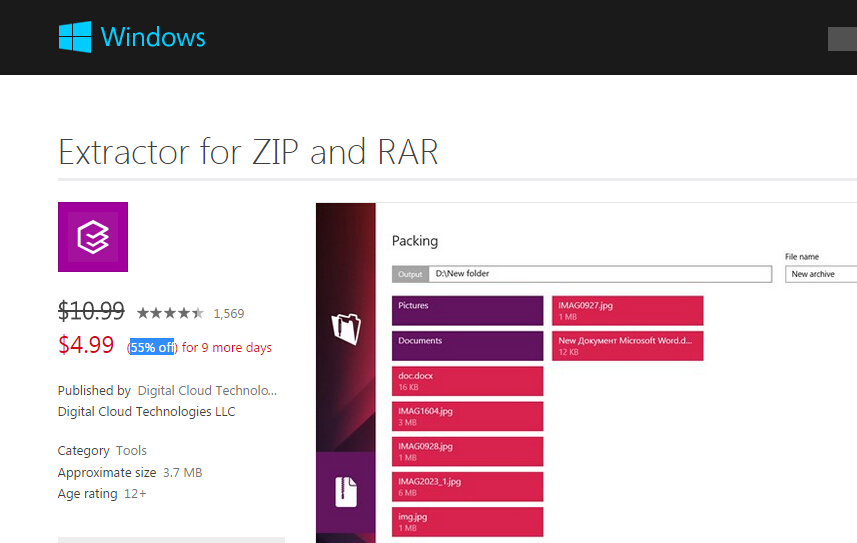 Windows
Extractor for ZIP and RAR
$10.99
1,569
$4.99 (55% off) for 9 more days
Published by Digital Cloud Technolo...
Digital Cloud Technologies LLC
Category Tools
Approximate size 3.7 MB
Age rating 12+
Packing
File name
Output D:\New folder
New archive
Pictures
IMAG0927.jpg
1 MB
Documents
New Документ Microsoft Word.d...
12 KB
doc.docx
16 KB
IMAG1604.jpg
3 MB
IMAG0928.jpg
1 MB
IMAG2023_1.jpg
6 MB
img.jpg
1 MB